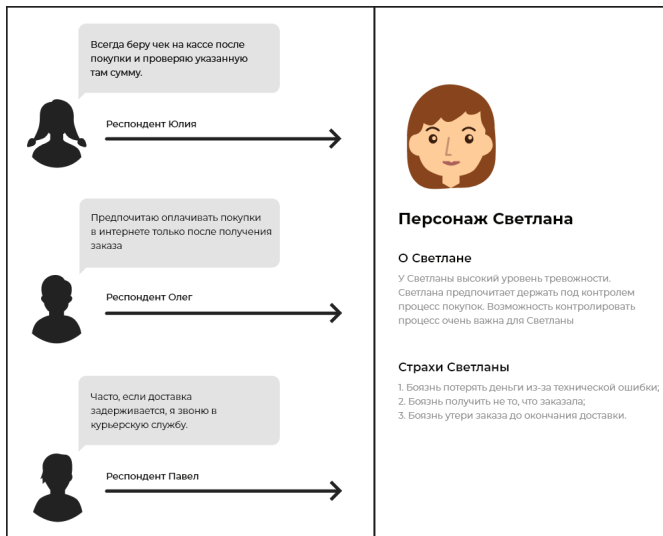 Всегда беру чек на кассе после
покупки и проверяю указанную
там сумму.
Респондент Юлия
Предпочитаю оплачивать покупки
в интернете только после получения
заказа
Респондент Олег
Часто, если доставка
задерживается, я звоню в
курьерскую службу.
Респондент Павел
Персонаж Светлана
О Светлане
У Светланы высокий уровень тревожности.
Светлана предпочитает держать под контролем
процесс покупок. Возможность контролировать
процесс очень важна для Светланы
Страхи Светланы
1. Боязнь потерять деньги из-за технической ошибки;
2. Боязнь получить не то, что заказала;
3. Боязнь утери заказа до окончания доставки.